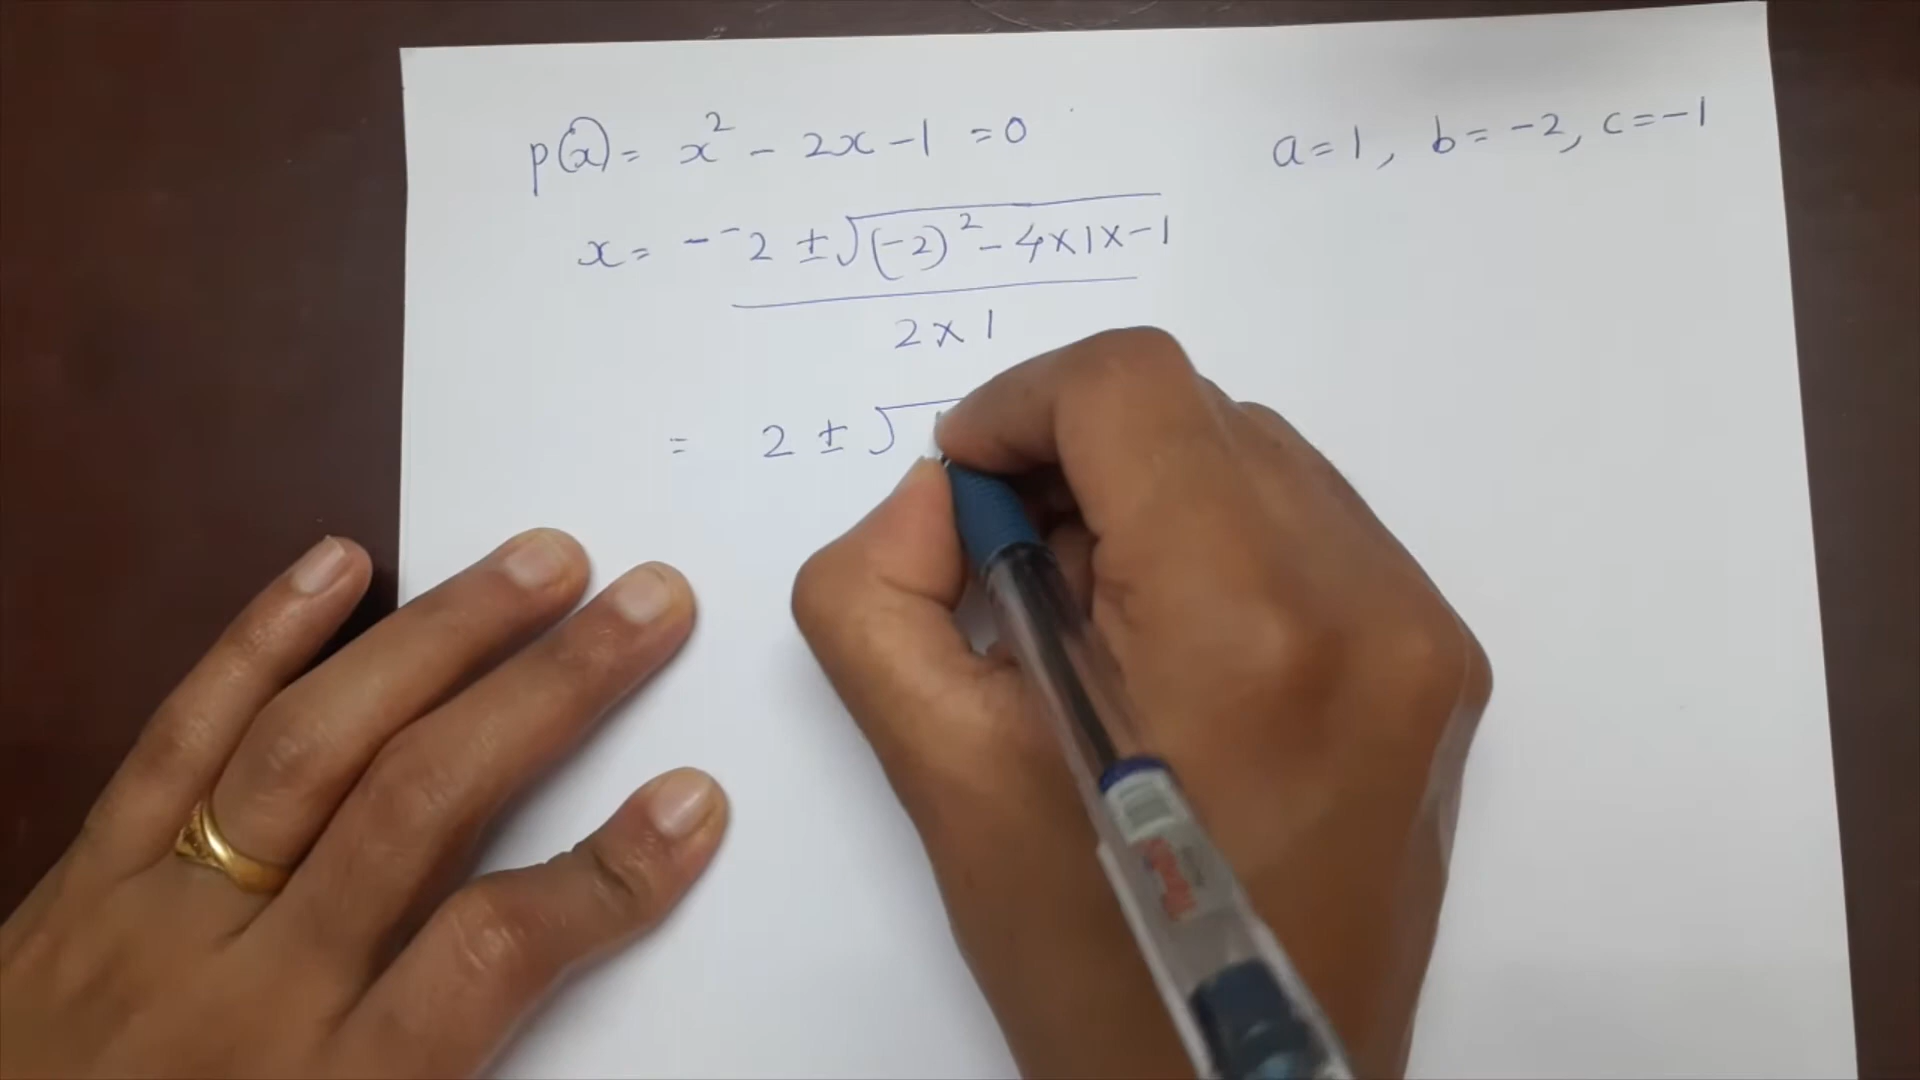 p(x) = x² - 2x - 1 = 0
a = 1, b = -2, c = -1
x = - -2 ± √(-2)² - 4 x 1 x -1
2 x 1
= 2 ± √